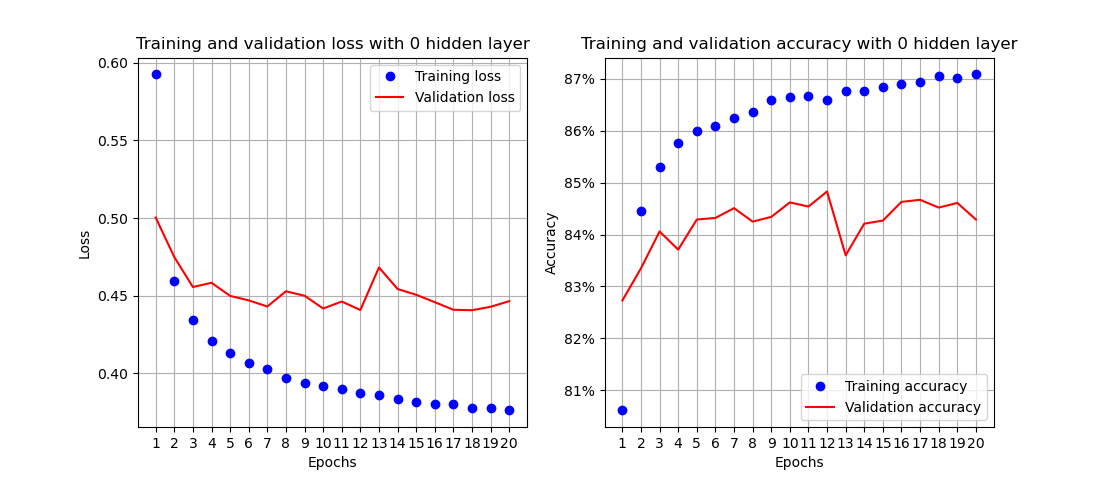 Training and validation loss with 0 hidden layer
0.60
0.55
0.50
0.45
0.40
Loss
Training loss
Validation loss
1 2 3 4 5 6 7 8 9 10 11 12 13 14 15 16 17 18 19 20
Epochs
Training and validation accuracy with 0 hidden layer
87%
86%
85%
84%
83%
82%
81%
Accuracy
Training accuracy
Validation accuracy
1 2 3 4 5 6 7 8 9 10 11 12 13 14 15 16 17 18 19 20
Epochs